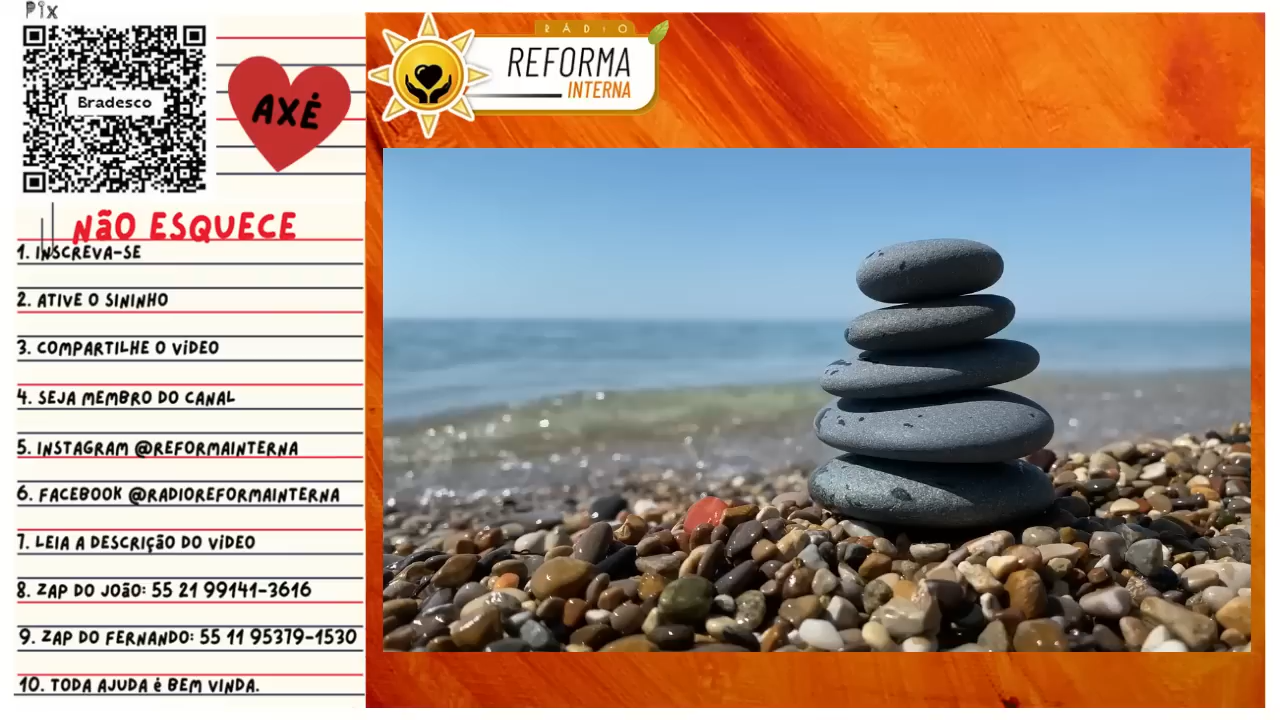 Pix
Bradesco
AXÉ
NãO ESQUECE
1. INSCREVA-SE
2. ATIVE O SININHO
3. COMPARTILHE O VíDEO
4. SEJA MEMBRO DO CANAL
5. INSTAGRAM @REFORMAINTERNA
6. FACEBOOK @RADIOREFORMAINTERNA
7. LEIA A DESCRIÇãO DO VíDEO
8. ZAP DO JOãO: 55 21 99141-3616
9. ZAP DO FERNANDO: 55 11 95379-1530
10. TODA AJUDA é BEM VINDA.
RÁDIO
REFORMA
INTERNA